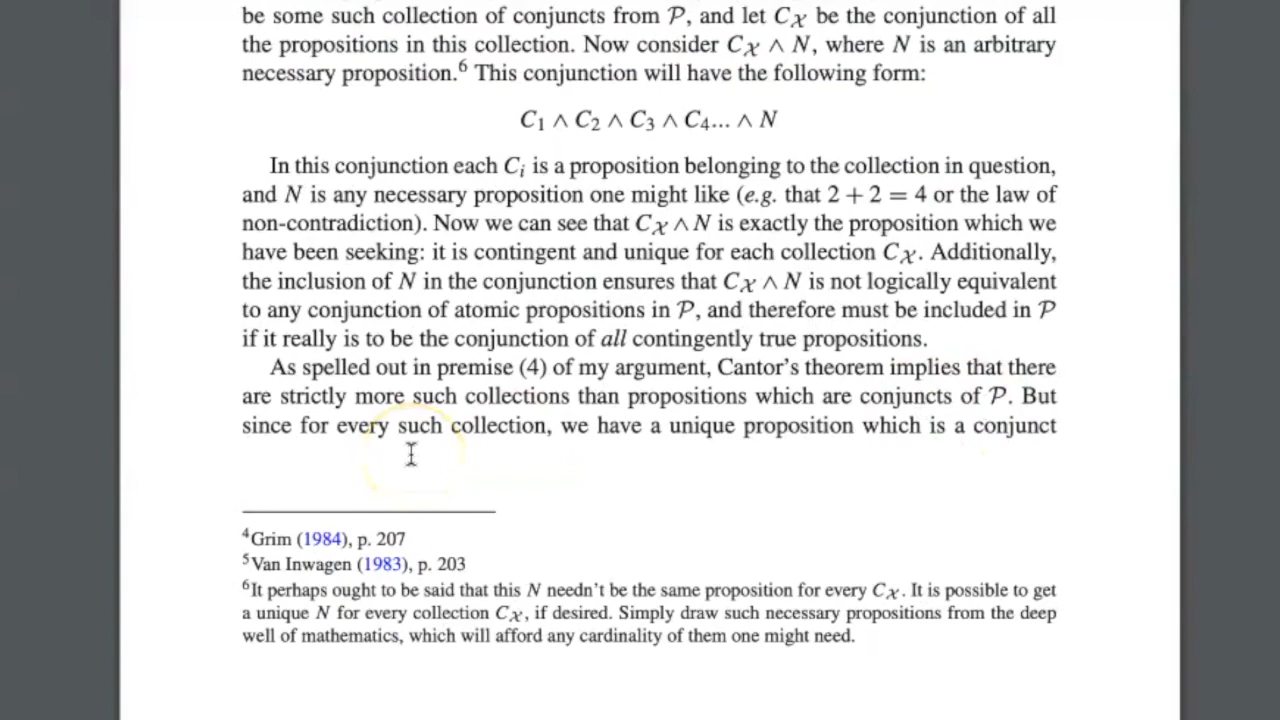 be some such collection of conjuncts from 𝒫, and let C𝒳 be the conjunction of all
the propositions in this collection. Now consider C𝒳 ∧ N, where N is an arbitrary
necessary proposition.⁶ This conjunction will have the following form:
C₁ ∧ C₂ ∧ C₃ ∧ C₄... ∧ N
In this conjunction each Cᵢ is a proposition belonging to the collection in question,
and N is any necessary proposition one might like (e.g. that 2 + 2 = 4 or the law of
non-contradiction). Now we can see that C𝒳 ∧ N is exactly the proposition which we
have been seeking: it is contingent and unique for each collection C𝒳. Additionally,
the inclusion of N in the conjunction ensures that C𝒳 ∧ N is not logically equivalent
to any conjunction of atomic propositions in 𝒫, and therefore must be included in 𝒫
if it really is to be the conjunction of all contingently true propositions.
As spelled out in premise (4) of my argument, Cantor's theorem implies that there
are strictly more such collections than propositions which are conjuncts of 𝒫. But
since for every such collection, we have a unique proposition which is a conjunct
⁴Grim (1984), p. 207
⁵Van Inwagen (1983), p. 203
⁶It perhaps ought to be said that this N needn't be the same proposition for every C𝒳. It is possible to get
a unique N for every collection C𝒳, if desired. Simply draw such necessary propositions from the deep
well of mathematics, which will afford any cardinality of them one might need.